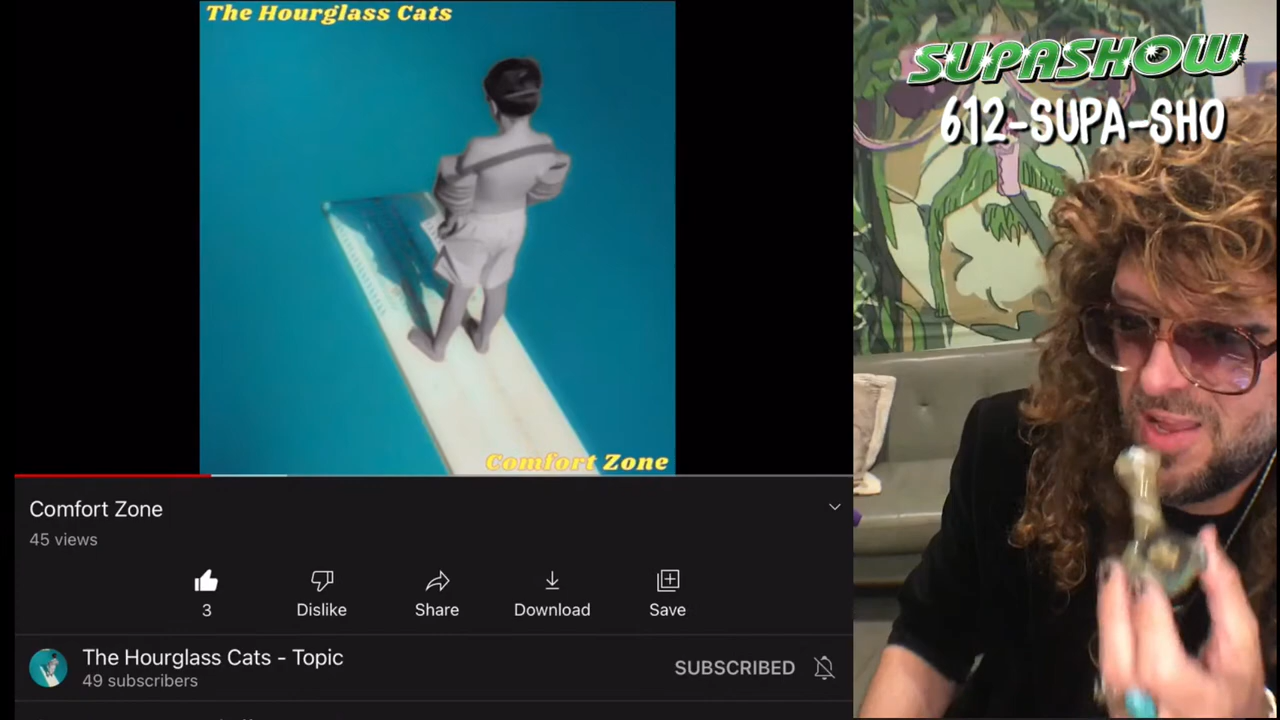 The Hourglass Cats
Comfort Zone
SUPASHOW
612-SUPA-SHO
Comfort Zone
45 views
3
Dislike
Share
Download
Save
The Hourglass Cats - Topic
49 subscribers
SUBSCRIBED